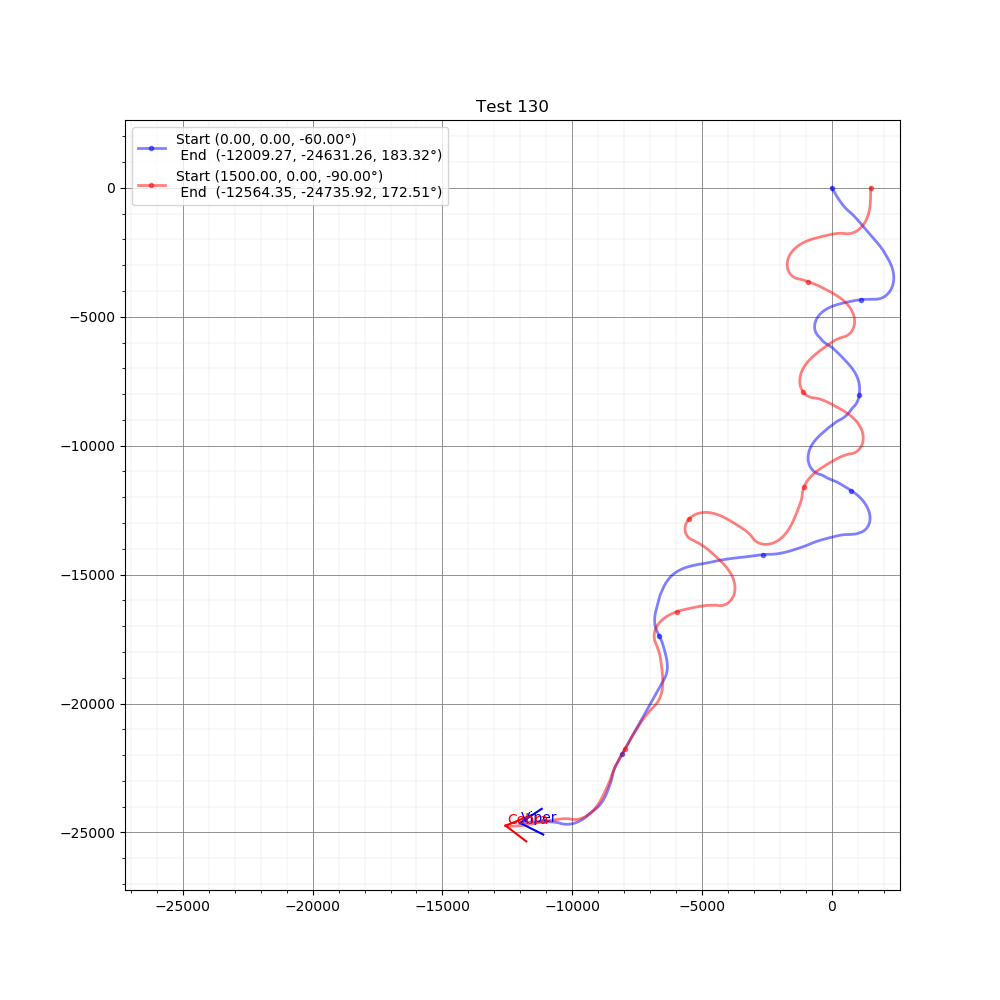 Test 130
Start (0.00, 0.00, -60.00°)
End  (-12009.27, -24631.26, 183.32°)
Start (1500.00, 0.00, -90.00°)
End  (-12564.35, -24735.92, 172.51°)
0
−5000
−10000
−15000
−20000
−25000
Viper
−25000 −20000 −15000 −10000 −5000 0